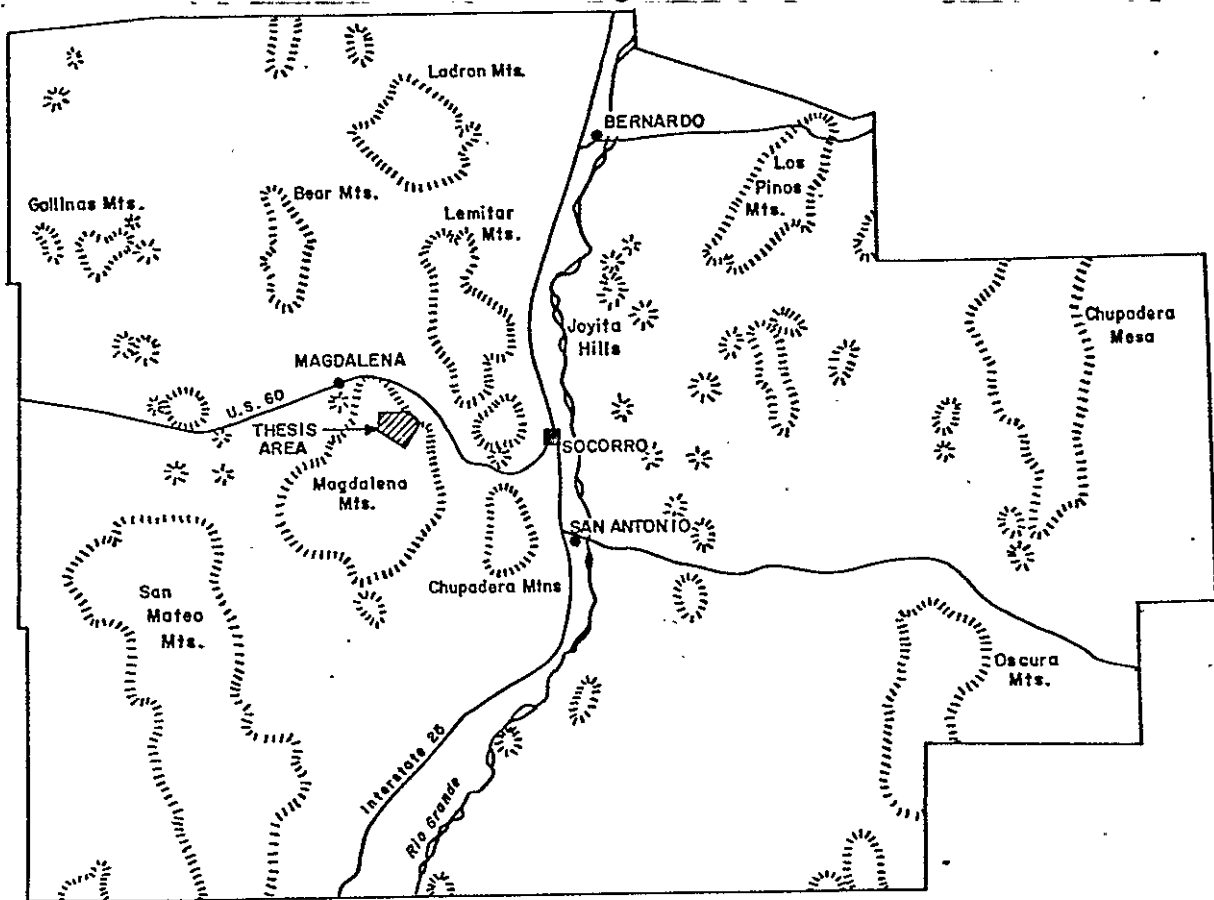 Ladron Mts.
BERNARDO
Los
Pinos
Mts.
Gallinas Mts.
Bear Mts.
Lemitar
Mts.
Joyita
Hills
Chupadera
Mesa
MAGDALENA
U.S. 60
THESIS
AREA
SOCORRO
Magdalena
Mts.
SAN ANTONIO
Chupadera Mtns
San
Mateo
Mts.
Oscura
Mts.
Interstate 25
Rio Grande